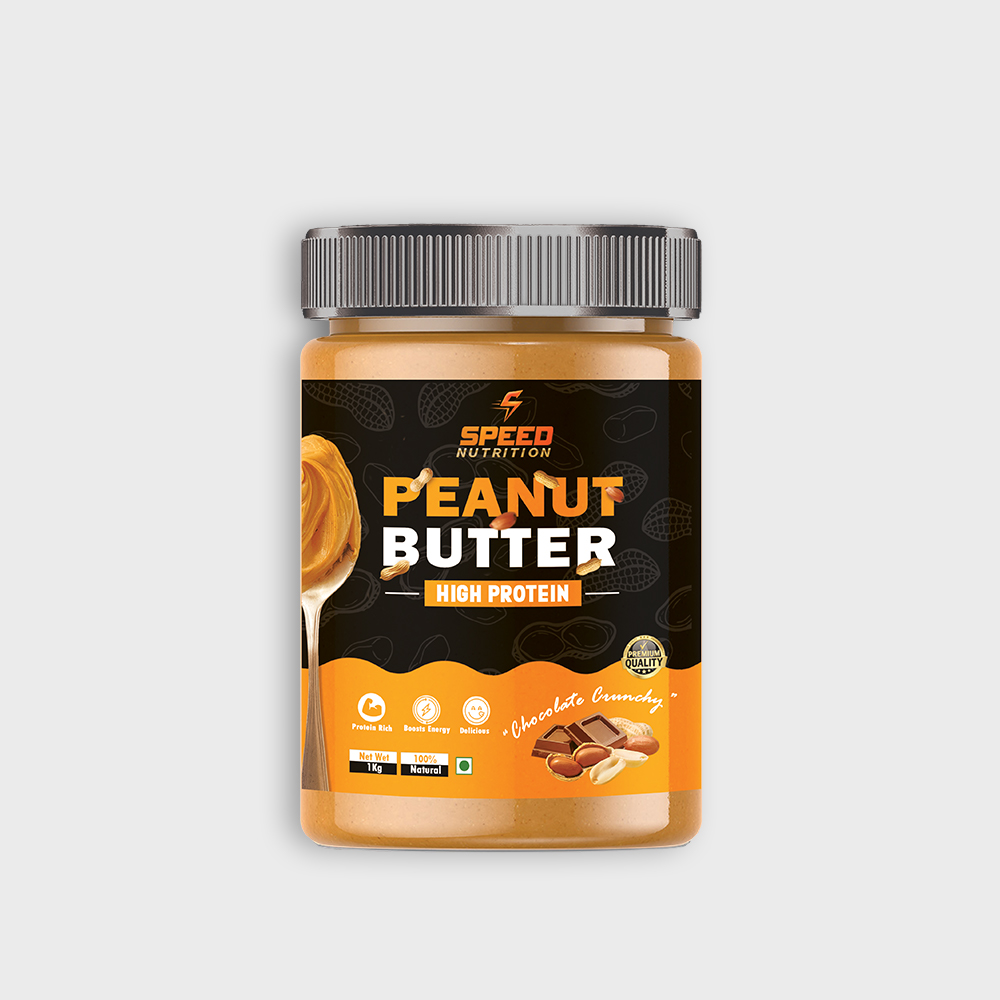 SPEED
NUTRITION
PEANUT
BUTTER
HIGH PROTEIN
PREMIUM
QUALITY
"Chocolate Crunchy"
Protein Rich
Boosts Energy
Delicious
Net Wet
1Kg
100%
Natural